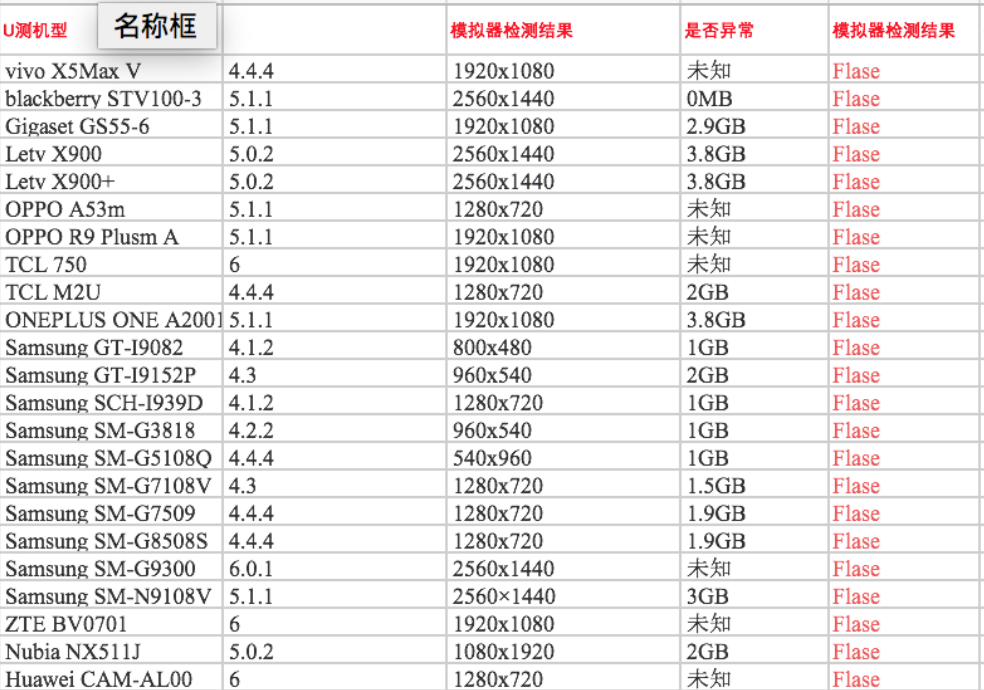 U测机型 名称框 模拟器检测结果 是否异常 模拟器检测结果
vivo X5Max V 4.4.4 1920x1080 未知 Flase
blackberry STV100-3 5.1.1 2560x1440 0MB Flase
Gigaset GS55-6 5.1.1 1920x1080 2.9GB Flase
Letv X900 5.0.2 2560x1440 3.8GB Flase
Letv X900+ 5.0.2 2560x1440 3.8GB Flase
OPPO A53m 5.1.1 1280x720 未知 Flase
OPPO R9 Plusm A 5.1.1 1920x1080 未知 Flase
TCL 750 6 1920x1080 未知 Flase
TCL M2U 4.4.4 1280x720 2GB Flase
ONEPLUS ONE A2001 5.1.1 1920x1080 3.8GB Flase
Samsung GT-I9082 4.1.2 800x480 1GB Flase
Samsung GT-I9152P 4.3 960x540 2GB Flase
Samsung SCH-I939D 4.1.2 1280x720 1GB Flase
Samsung SM-G3818 4.2.2 960x540 1GB Flase
Samsung SM-G5108Q 4.4.4 540x960 1GB Flase
Samsung SM-G7108V 4.3 1280x720 1.5GB Flase
Samsung SM-G7509 4.4.4 1280x720 1.9GB Flase
Samsung SM-G8508S 4.4.4 1280x720 1.9GB Flase
Samsung SM-G9300 6.0.1 2560x1440 未知 Flase
Samsung SM-N9108V 5.1.1 2560×1440 3GB Flase
ZTE BV0701 6 1920x1080 未知 Flase
Nubia NX511J 5.0.2 1080x1920 2GB Flase
Huawei CAM-AL00 6 1280x720 未知 Flase